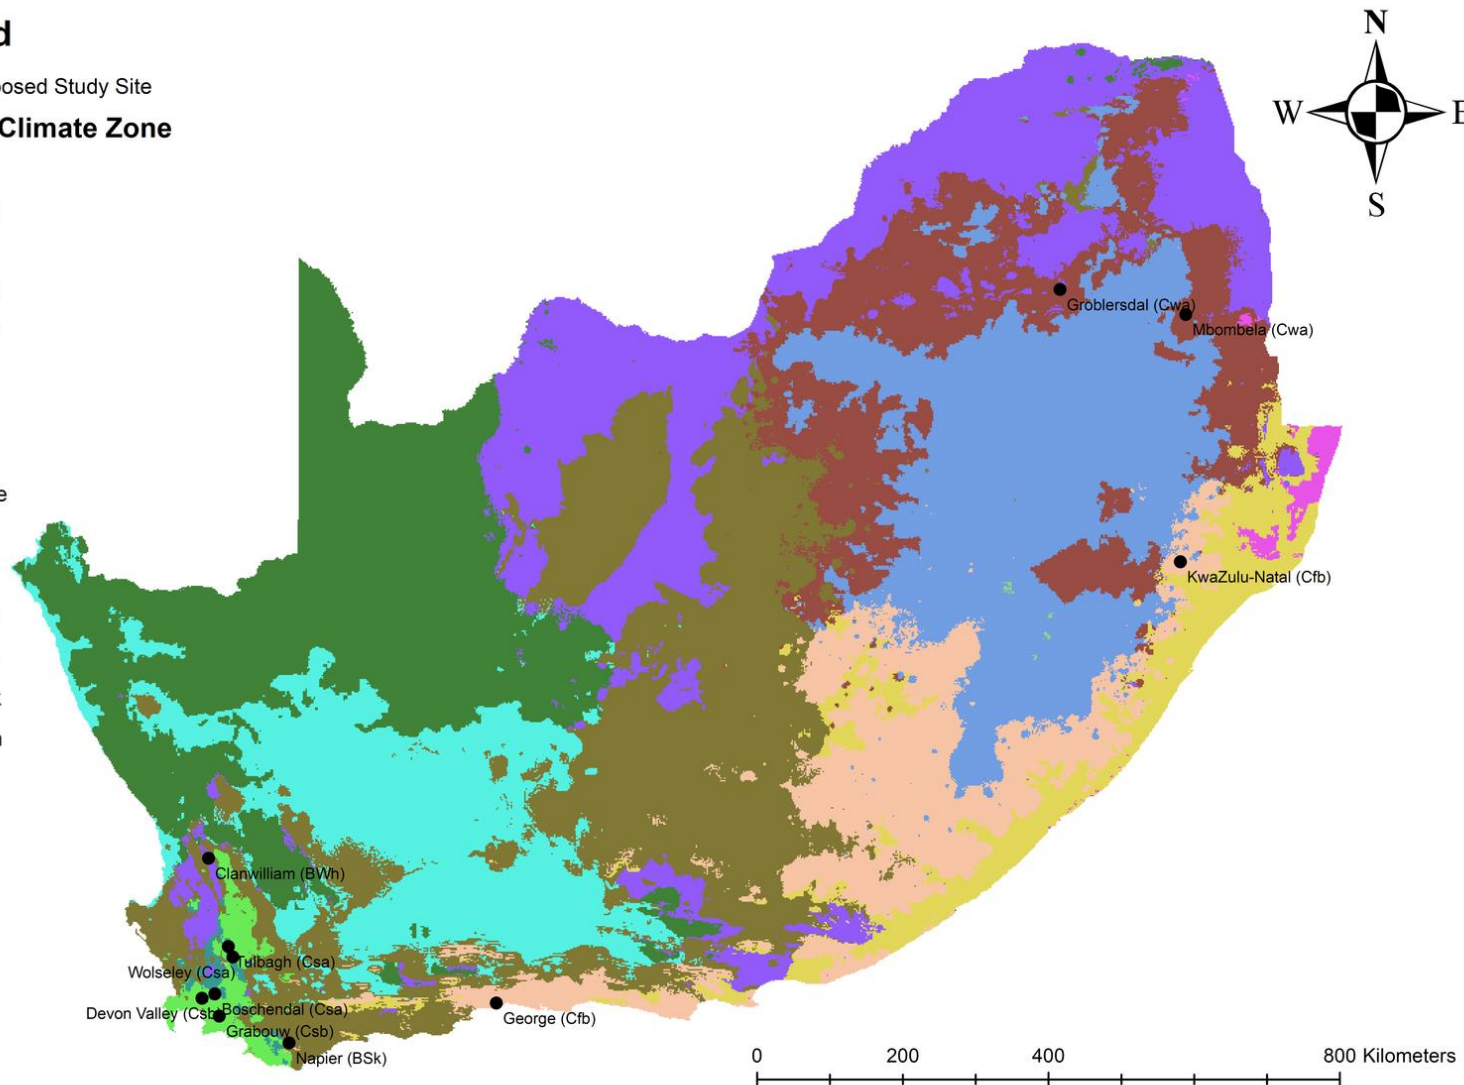 d
posed Study Site
Climate Zone
e
N
W E
S
Groblersdal (Cwa)
Mbombela (Cwa)
KwaZulu-Natal (Cfb)
Clanwilliam (BWh)
Tulbagh (Csa)
Wolseley (Csa)
Boschendal (Csa)
Devon Valley (Csb)
Grabouw (Csb)
George (Cfb)
Napier (BSk)
0 200 400 800 Kilometers